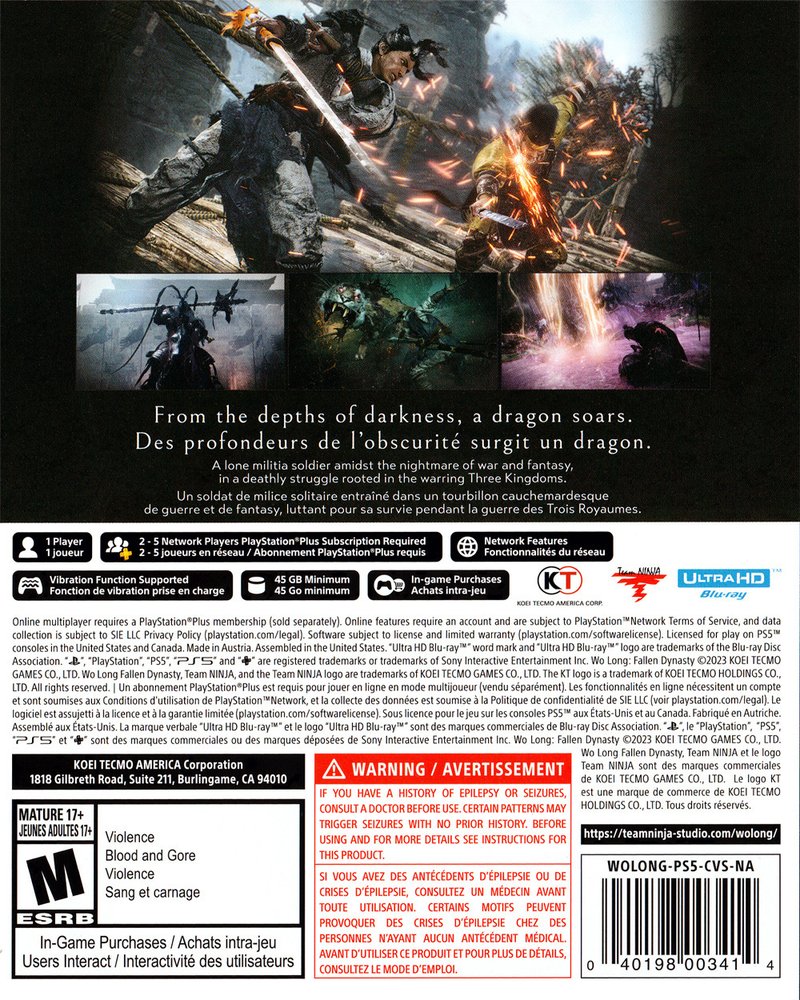 From the depths of darkness, a dragon soars.
Des profondeurs de l'obscurité surgit un dragon.
A lone militia soldier amidst the nightmare of war and fantasy,
in a deathly struggle rooted in the warring Three Kingdoms.
Un soldat de milice solitaire entraîné dans un tourbillon cauchemardesque
de guerre et de fantasy, luttant pour sa survie pendant la guerre des Trois Royaumes.
1 Player
1 joueur
2 - 5 Network Players PlayStation®Plus Subscription Required
2 - 5 joueurs en réseau / Abonnement PlayStation®Plus requis
Network Features
Fonctionnalités du réseau
Vibration Function Supported
Fonction de vibration prise en charge
45 GB Minimum
45 Go minimum
In-game Purchases
Achats intra-jeu
KT
KOEI TECMO AMERICA CORP.
Team NINJA
ULTRA HD™
Blu-ray
Online multiplayer requires a PlayStation®Plus membership (sold separately). Online features require an account and are subject to PlayStation™Network Terms of Service, and data
collection is subject to SIE LLC Privacy Policy (playstation.com/legal). Software subject to license and limited warranty (playstation.com/softwarelicense). Licensed for play on PS5™
consoles in the United States and Canada. Made in Austria. Assembled in the United States. "Ultra HD Blu-ray™" word mark and "Ultra HD Blu-ray™" logo are trademarks of the Blu-ray Disc
Association. "PlayStation", "PS5", "PS5" and are registered trademarks or trademarks of Sony Interactive Entertainment Inc. Wo Long: Fallen Dynasty ©2023 KOEI TECMO
GAMES CO., LTD. Wo Long Fallen Dynasty, Team NINJA, and the Team NINJA logo are trademarks of KOEI TECMO GAMES CO., LTD. The KT logo is a trademark of KOEI TECMO HOLDINGS CO.,
LTD. All rights reserved. | Un abonnement PlayStation®Plus est requis pour jouer en ligne en mode multijoueur (vendu séparément). Les fonctionnalités en ligne nécessitent un compte
et sont soumises aux Conditions d'utilisation de PlayStation™Network, et la collecte des données est soumise à la Politique de confidentialité de SIE LLC (voir playstation.com/legal). Le
logiciel est assujetti à la licence et à la garantie limitée (playstation.com/softwarelicense). Sous licence pour le jeu sur les consoles PS5™ aux États-Unis et au Canada. Fabriqué en Autriche.
Assemblé aux États-Unis. La marque verbale "Ultra HD Blu-ray™" et le logo "Ultra HD Blu-ray™" sont des marques commerciales de Blu-ray Disc Association. "", le "PlayStation", "PS5",
"PS5" et "" sont des marques commerciales ou des marques déposées de Sony Interactive Entertainment Inc. Wo Long: Fallen Dynasty ©2023 KOEI TECMO GAMES CO., LTD.
Wo Long Fallen Dynasty, Team NINJA et le logo
Team NINJA sont des marques commerciales
de KOEI TECMO GAMES CO., LTD. Le logo KT
est une marque de commerce de KOEI TECMO
HOLDINGS CO., LTD. Tous droits réservés.
KOEI TECMO AMERICA Corporation
1818 Gilbreth Road, Suite 211, Burlingame, CA 94010
MATURE 17+
JEUNES ADULTES 17+
M
ESRB
Violence
Blood and Gore
Violence
Sang et carnage
In-Game Purchases / Achats intra-jeu
Users Interact / Interactivité des utilisateurs
WARNING / AVERTISSEMENT
IF YOU HAVE A HISTORY OF EPILEPSY OR SEIZURES,
CONSULT A DOCTOR BEFORE USE. CERTAIN PATTERNS MAY
TRIGGER SEIZURES WITH NO PRIOR HISTORY. BEFORE
USING AND FOR MORE DETAILS SEE INSTRUCTIONS FOR
THIS PRODUCT.
SI VOUS AVEZ DES ANTÉCÉDENTS D'ÉPILEPSIE OU DE
CRISES D'ÉPILEPSIE, CONSULTEZ UN MÉDECIN AVANT
TOUTE UTILISATION. CERTAINS MOTIFS PEUVENT
PROVOQUER DES CRISES D'ÉPILEPSIE CHEZ DES
PERSONNES N'AYANT AUCUN ANTÉCÉDENT MÉDICAL.
AVANT D'UTILISER CE PRODUIT ET POUR PLUS DE DÉTAILS,
CONSULTEZ LE MODE D'EMPLOI.
https://teamninja-studio.com/wolong/
WOLONG-PS5-CVS-NA
0 40198 00341 4